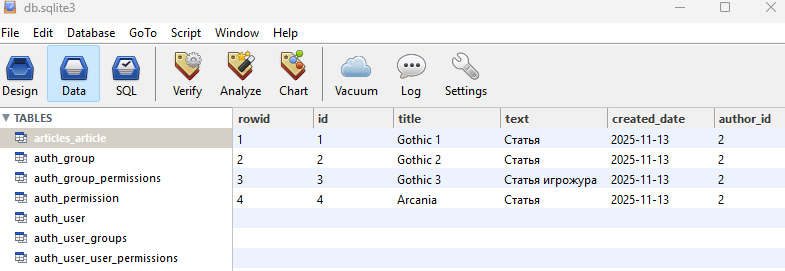 db.sqlite3
File Edit Window Database GoTo Script Help
Design Data SQL Verify Analyze Chart Vacuum Log Settings
TABLES
articles_article
auth_group
auth_group_permissions
auth_permission
auth_user
auth_user_groups
auth_user_user_permissions
rowid id title text created_date author_id
1 1 Gothic 1 Статья 2025-11-13 2
2 2 Gothic 2 Статья 2025-11-13 2
3 3 Gothic 3 Статья игрожура 2025-11-13 2
4 4 Arcania Статья 2025-11-13 2